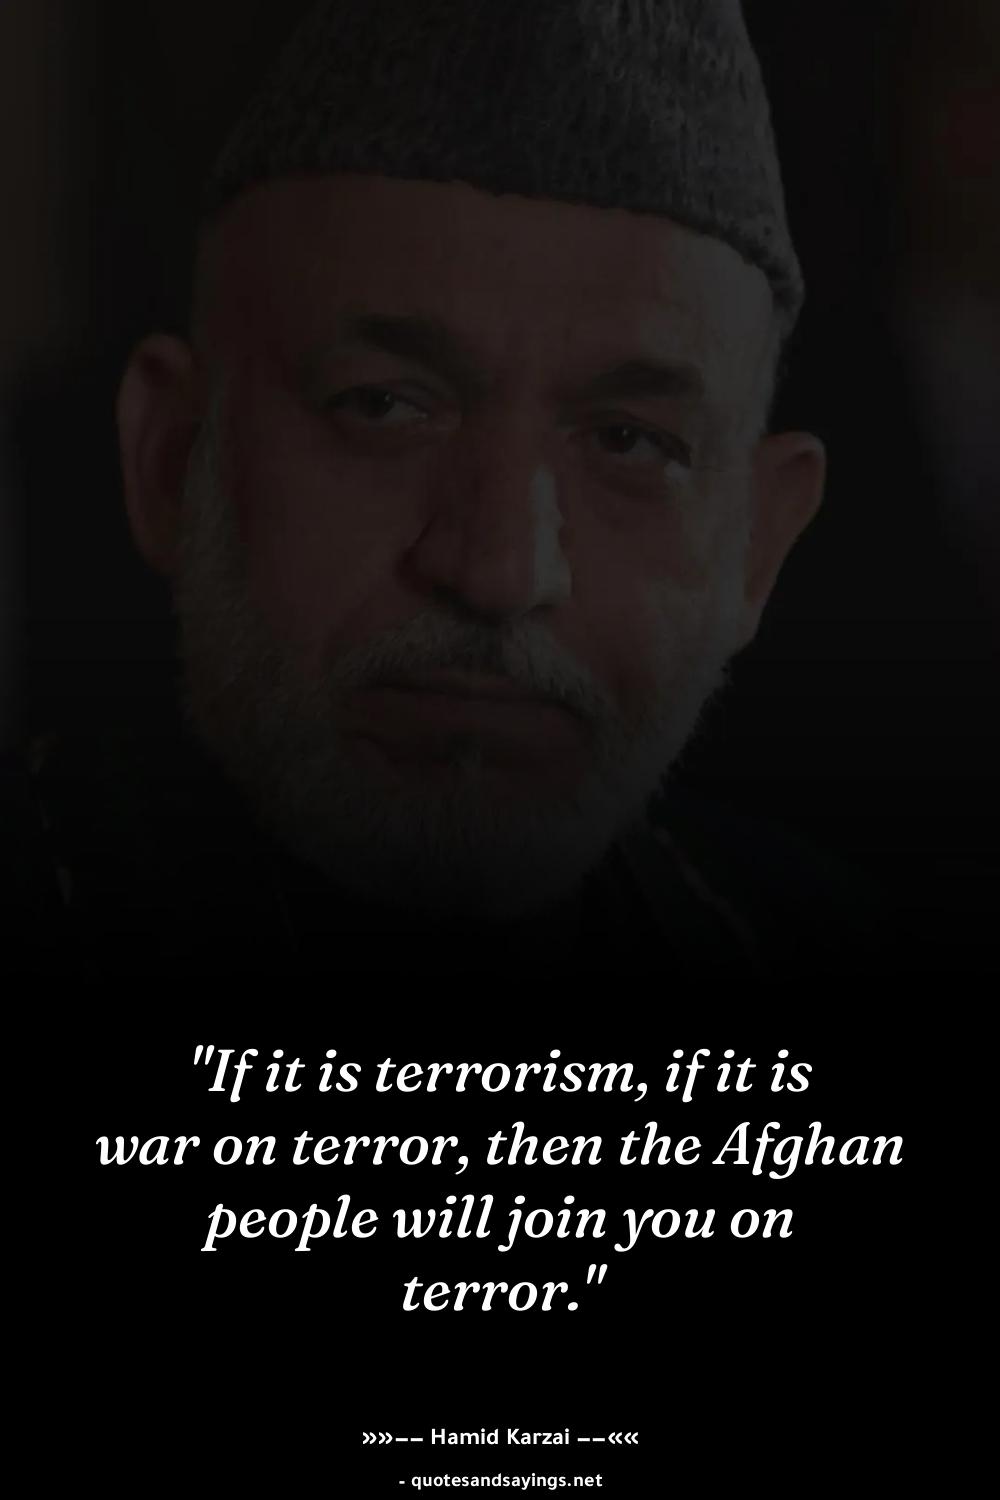 "If it is terrorism, if it is
war on terror, then the Afghan
people will join you on
terror."
»»–– Hamid Karzai ––««
- quotesandsayings.net